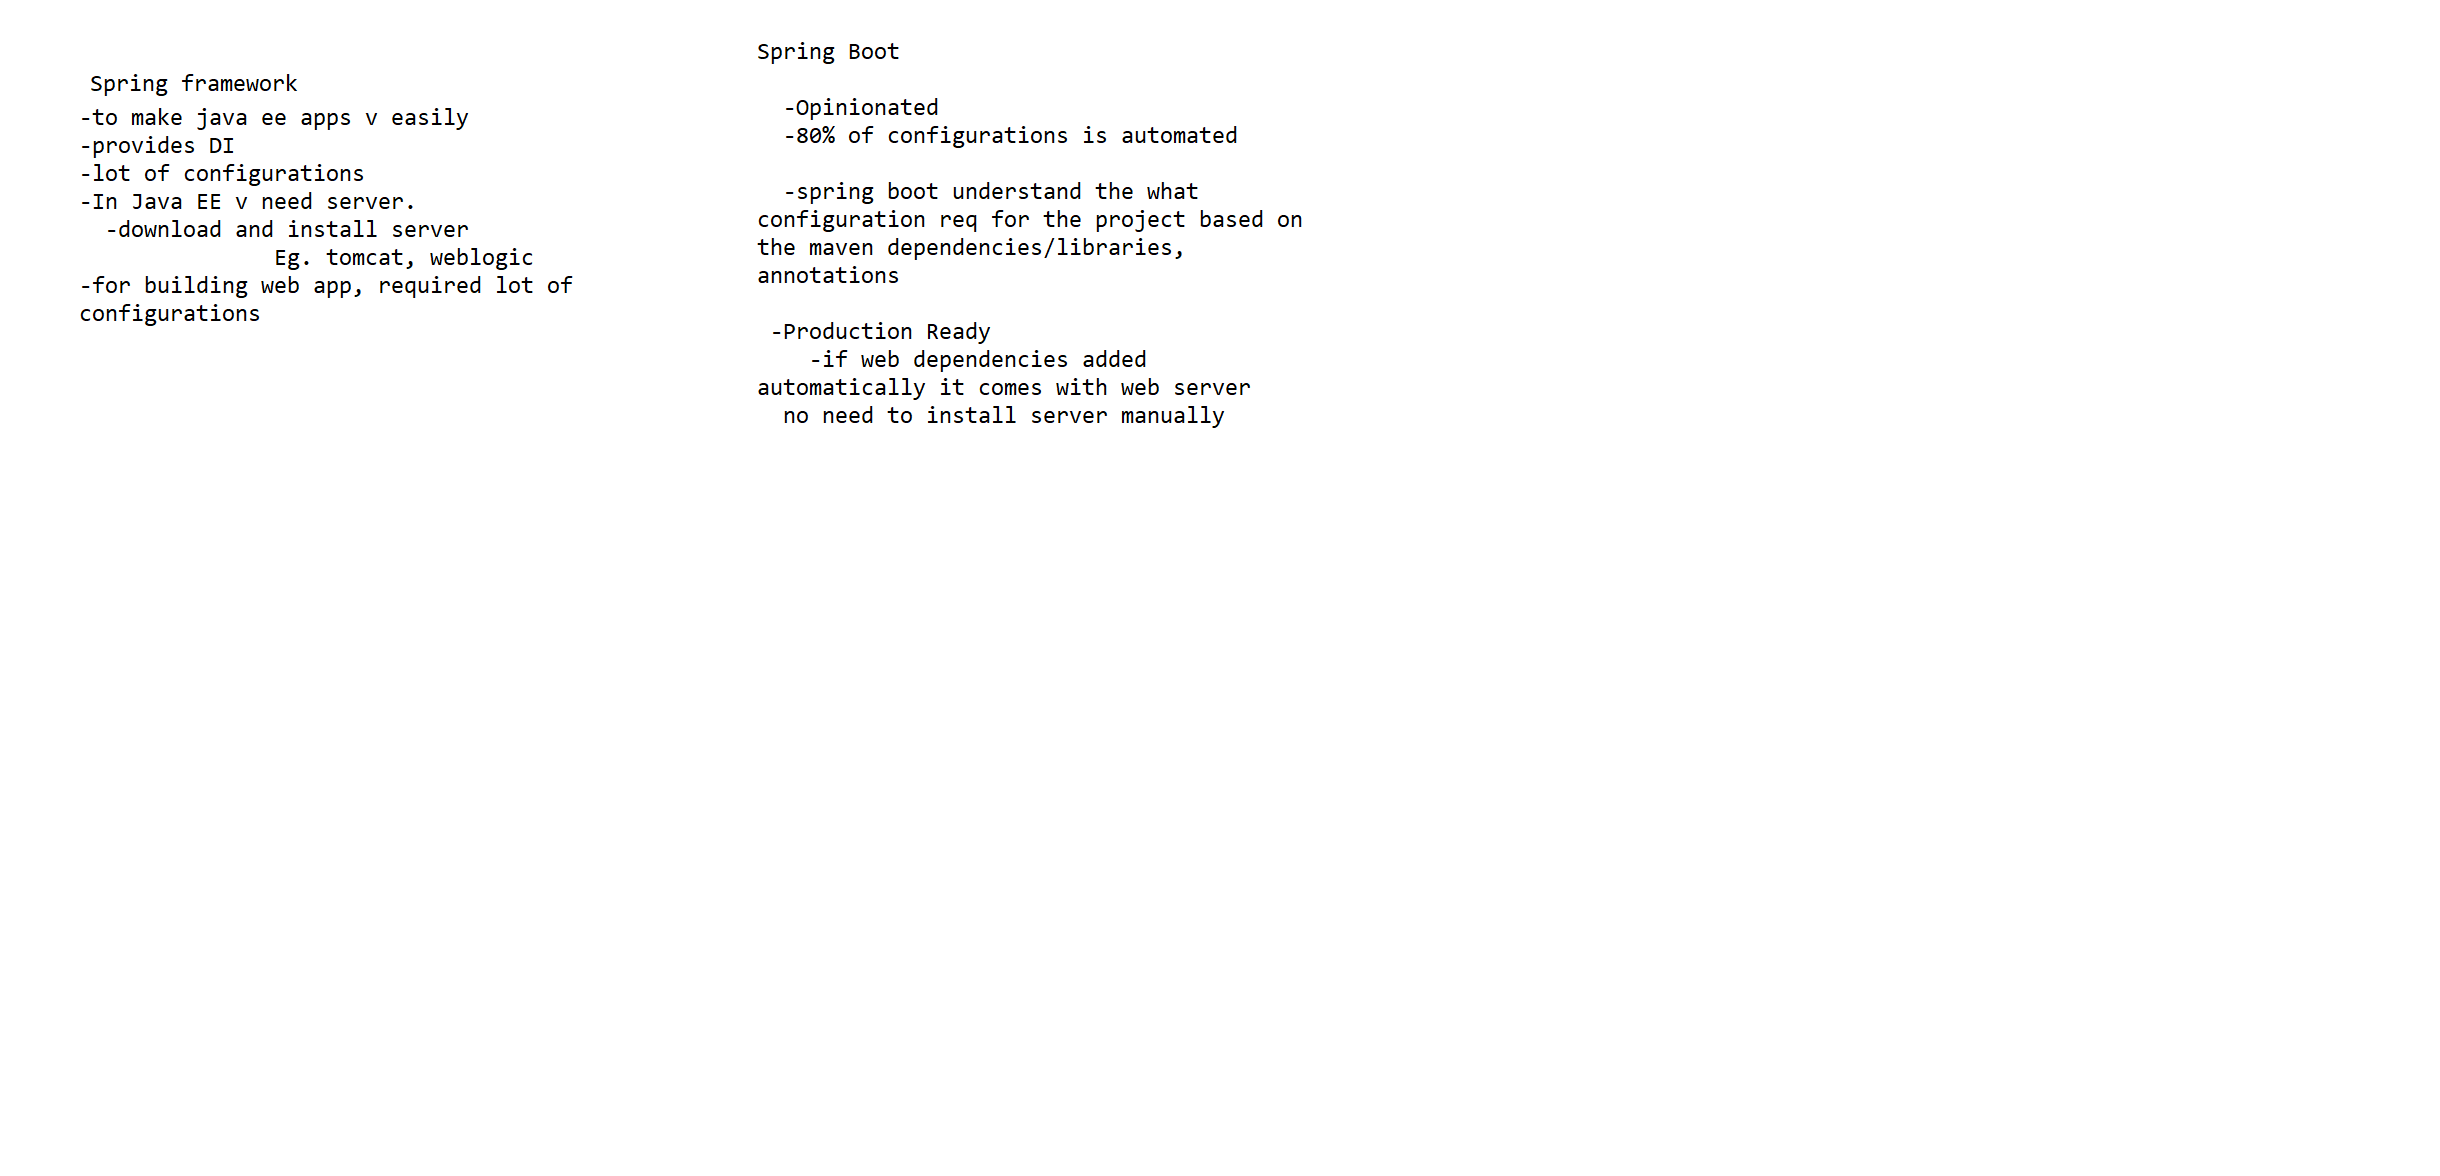 Spring framework
-to make java ee apps v easily
-provides DI
-lot of configurations
-In Java EE v need server.
-download and install server
Eg. tomcat, weblogic
-for building web app, required lot of
configurations
Spring Boot
-Opinionated
-80% of configurations is automated
-spring boot understand the what
configuration req for the project based on
the maven dependencies/libraries,
annotations
-Production Ready
-if web dependencies added
automatically it comes with web server
no need to install server manually